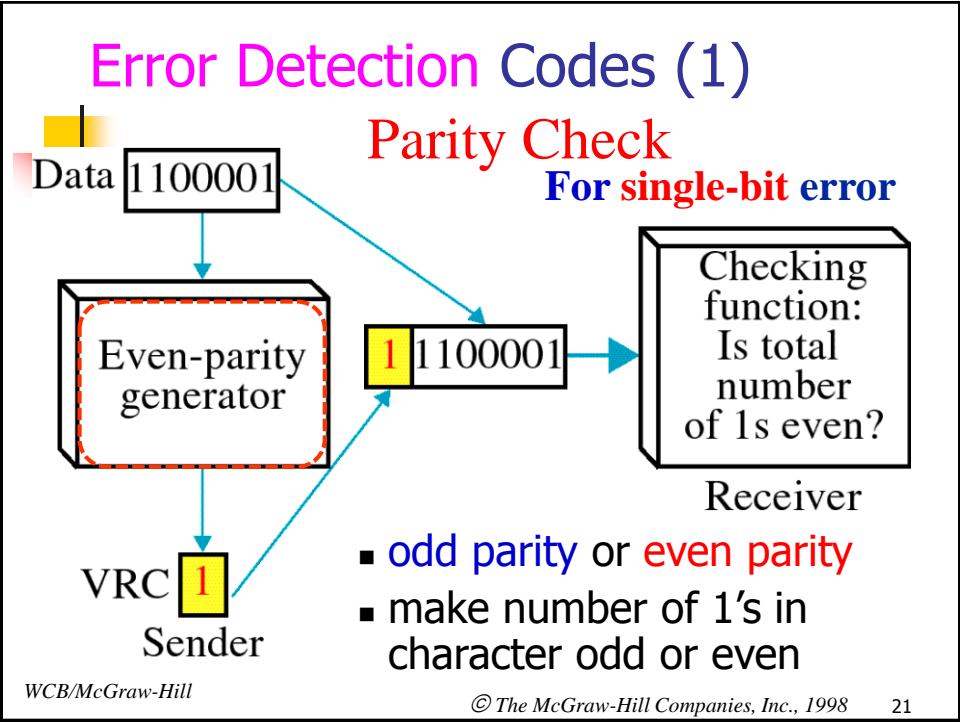 Error Detection Codes (1)
Parity Check
For single-bit error
Data 1100001
Even-parity
generator
VRC 1
Sender
1 1100001
Checking
function:
Is total
number
of 1s even?
Receiver
▪ odd parity or even parity
▪ make number of 1’s in
character odd or even
WCB/McGraw-Hill
© The McGraw-Hill Companies, Inc., 1998
21